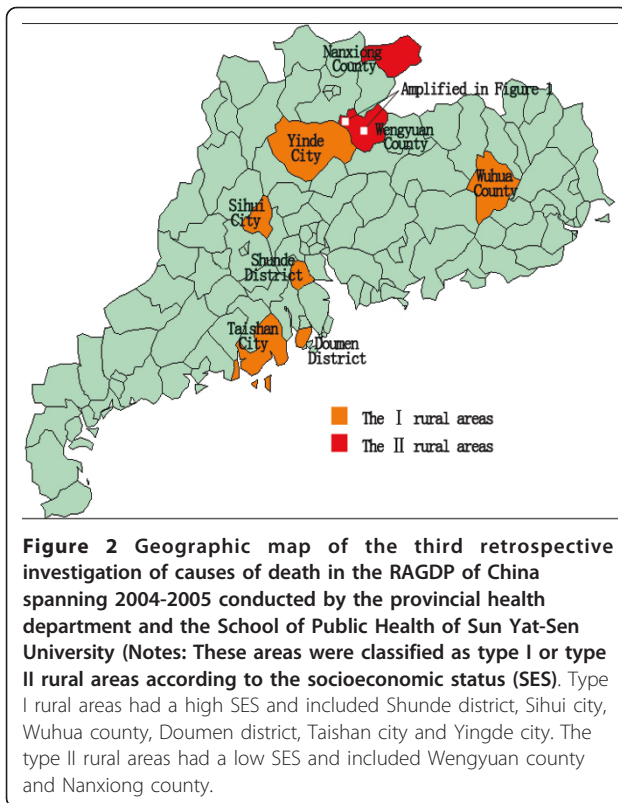 Nanxiong
County
Amplified in Figure 1
Yinde
City
Wengyuan
County
Wuhua
County
Sihui
City
Shunde
District
Taishan
City
Doumen
District
The Ⅰ rural areas
The Ⅱ rural areas
Figure 2 Geographic map of the third retrospective
investigation of causes of death in the RAGDP of China
spanning 2004-2005 conducted by the provincial health
department and the School of Public Health of Sun Yat-Sen
University (Notes: These areas were classified as type I or type
II rural areas according to the socioeconomic status (SES). Type
I rural areas had a high SES and included Shunde district, Sihui city,
Wuhua county, Doumen district, Taishan city and Yingde city. The
type II rural areas had a low SES and included Wengyuan county
and Nanxiong county.